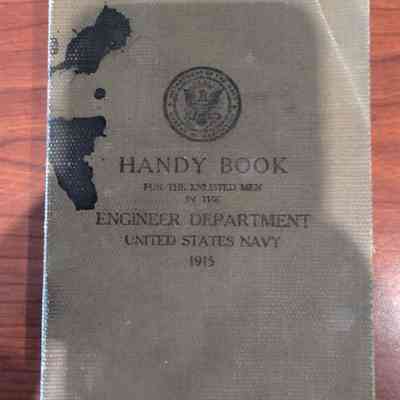 HANDY BOOK
FOR THE ENLISTED MEN
IN THE
ENGINEER DEPARTMENT
UNITED STATES NAVY
1915